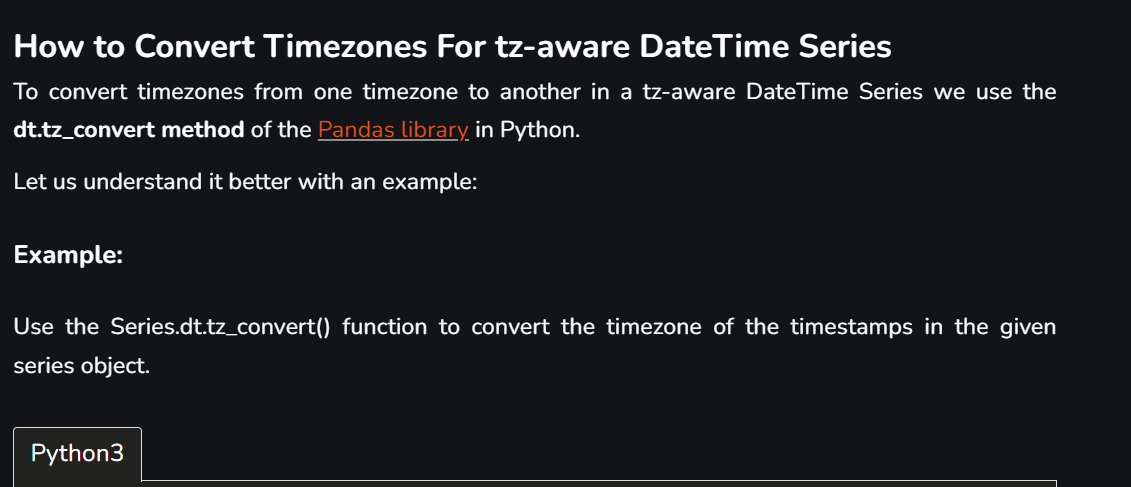 How to Convert Timezones For tz-aware DateTime Series
To convert timezones from one timezone to another in a tz-aware DateTime Series we use the
dt.tz_convert method of the Pandas library in Python.
Let us understand it better with an example:
Example:
Use the Series.dt.tz_convert() function to convert the timezone of the timestamps in the given
series object.
Python3